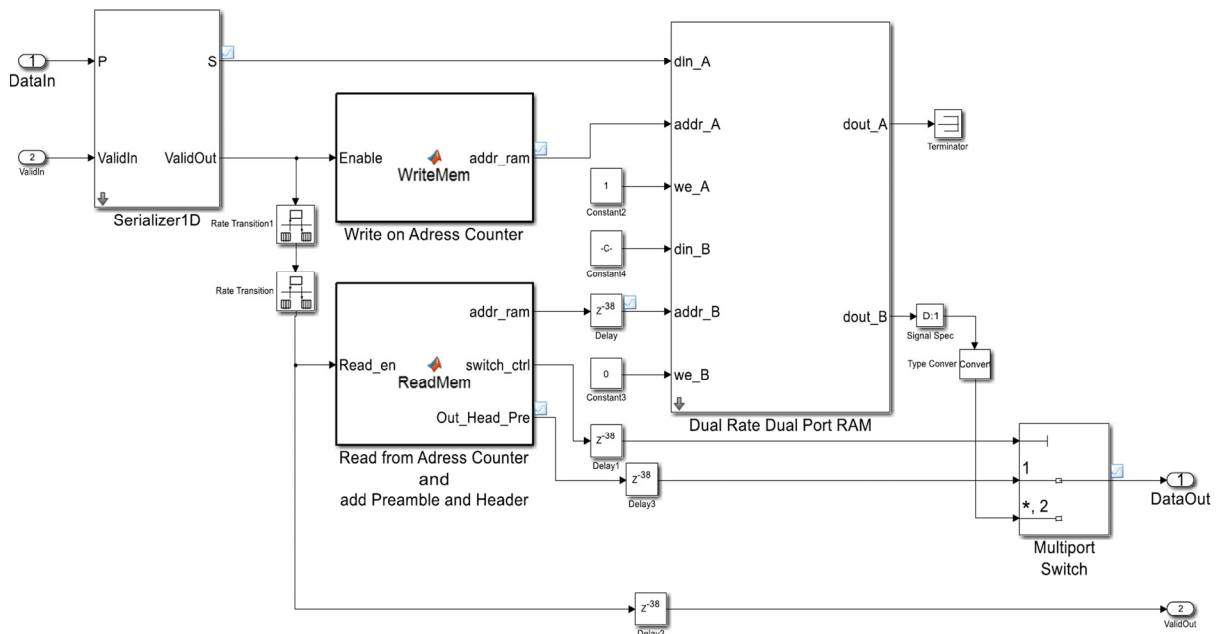 1
DataIn
2
ValidIn
P
S
ValidIn
ValidOut
Serializer1D
Rate Transition1
Rate Transition
Enable
addr_ram
WriteMem
Write on Adress Counter
Read_en
addr_ram
switch_ctrl
ReadMem
Out_Head_Pre
Read from Adress Counter
and
add Preamble and Header
1
Constant2
-C-
Constant4
Z-38
Delay
0
Constant3
Z-38
Delay1
Z-38
Delay3
Z-38
Delay2
din_A
addr_A
we_A
din_B
addr_B
we_B
dout_A
dout_B
Dual Rate Dual Port RAM
Terminator
D:1
Signal Spec
Type Conver
Convert
1
*, 2
Multiport
Switch
1
DataOut
2
ValidOut